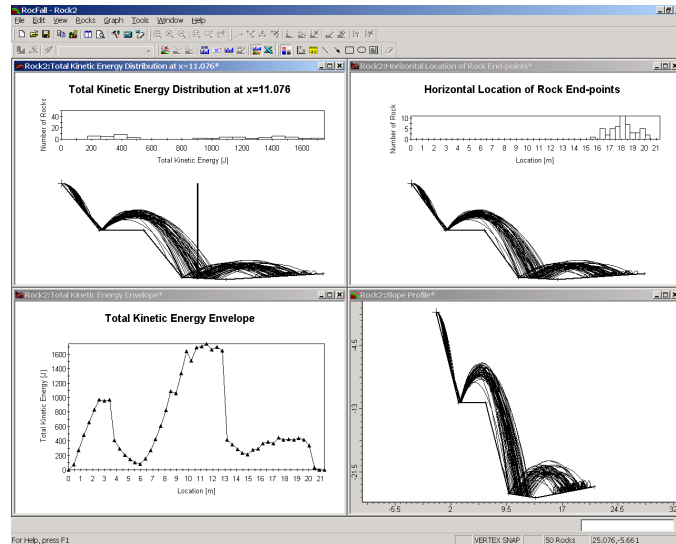 RocFall - Rock2
File Edit View Rocks Graph Tools Window Help
Rock2:Total Kinetic Energy Distribution at x=11.076*
Total Kinetic Energy Distribution at x=11.076
Number of Rocks
40
20
0
0 200 400 600 800 1000 1200 1400 1600
Total Kinetic Energy [J]
Rock2:Horizontal Location of Rock End-points*
Horizontal Location of Rock End-points
Number of Rock
10
5
0
0 1 2 3 4 5 6 7 8 9 10 11 12 13 14 15 16 17 18 19 20 21
Location [m]
Rock2:Total Kinetic Energy Envelope*
Total Kinetic Energy Envelope
Total Kinetic Energy [J]
1600
1400
1200
1000
800
600
400
200
0
0 1 2 3 4 5 6 7 8 9 10 11 12 13 14 15 16 17 18 19 20 21
Location [m]
Rock2:Slope Profile*
-4.5
-13
-21.5
-5.5 2 9.5 17 24.5 32
For Help, press F1
VERTEX SNAP 50 Rocks 25.076,-5.661